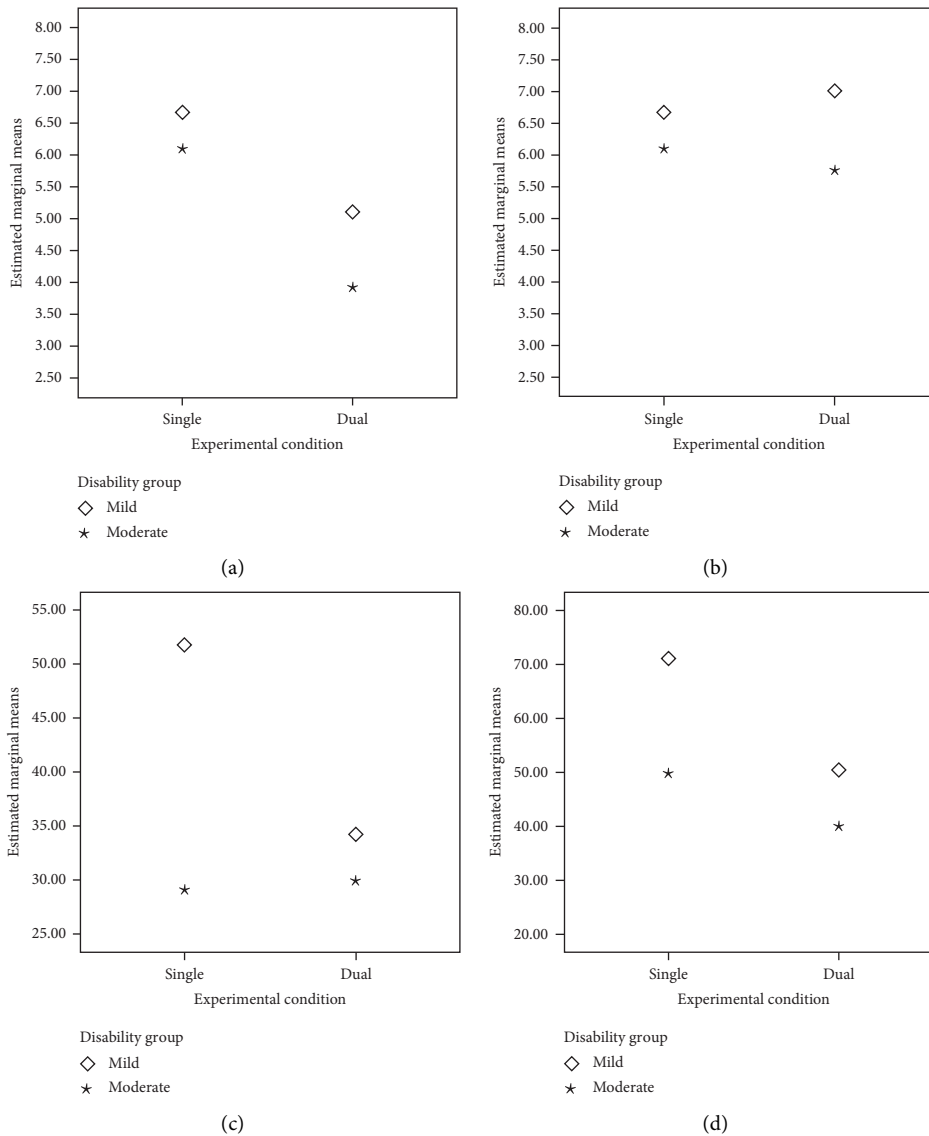 Estimated marginal means
8.00
7.50
7.00
6.50
6.00
5.50
5.00
4.50
4.00
3.50
3.00
2.50
Single Dual
Experimental condition
Disability group
Mild
Moderate
(a)
Estimated marginal means
8.00
7.50
7.00
6.50
6.00
5.50
5.00
4.50
4.00
3.50
3.00
2.50
Single Dual
Experimental condition
Disability group
Mild
Moderate
(b)
Estimated marginal means
55.00
50.00
45.00
40.00
35.00
30.00
25.00
Single Dual
Experimental condition
Disability group
Mild
Moderate
(c)
Estimated marginal means
80.00
70.00
60.00
50.00
40.00
30.00
20.00
Single Dual
Experimental condition
Disability group
Mild
Moderate
(d)